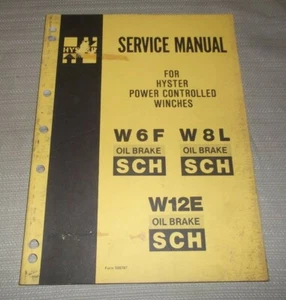 HYSTER
SERVICE MANUAL
FOR
HYSTER
POWER CONTROLLED
WINCHES
W6F W8L
OIL BRAKE OIL BRAKE
SCH SCH
W12E
OIL BRAKE
SCH